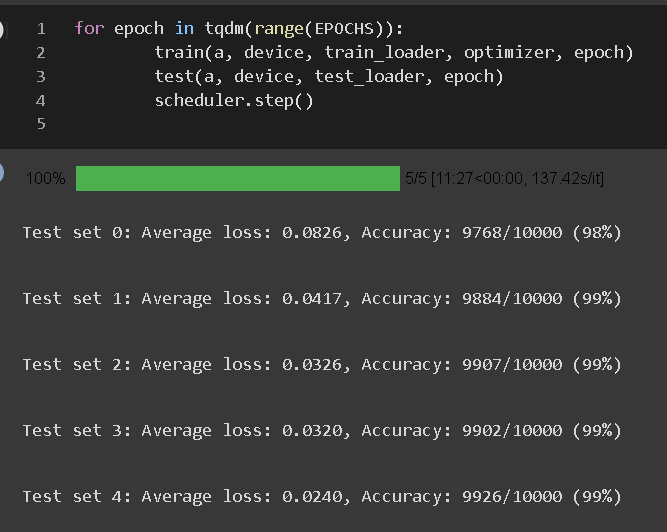 1 for epoch in tqdm(range(EPOCHS)):
2 train(a, device, train_loader, optimizer, epoch)
3 test(a, device, test_loader, epoch)
4 scheduler.step()
5
100% 5/5 [11:27<00:00, 137.42s/it]
Test set 0: Average loss: 0.0826, Accuracy: 9768/10000 (98%)
Test set 1: Average loss: 0.0417, Accuracy: 9884/10000 (99%)
Test set 2: Average loss: 0.0326, Accuracy: 9907/10000 (99%)
Test set 3: Average loss: 0.0320, Accuracy: 9902/10000 (99%)
Test set 4: Average loss: 0.0240, Accuracy: 9926/10000 (99%)